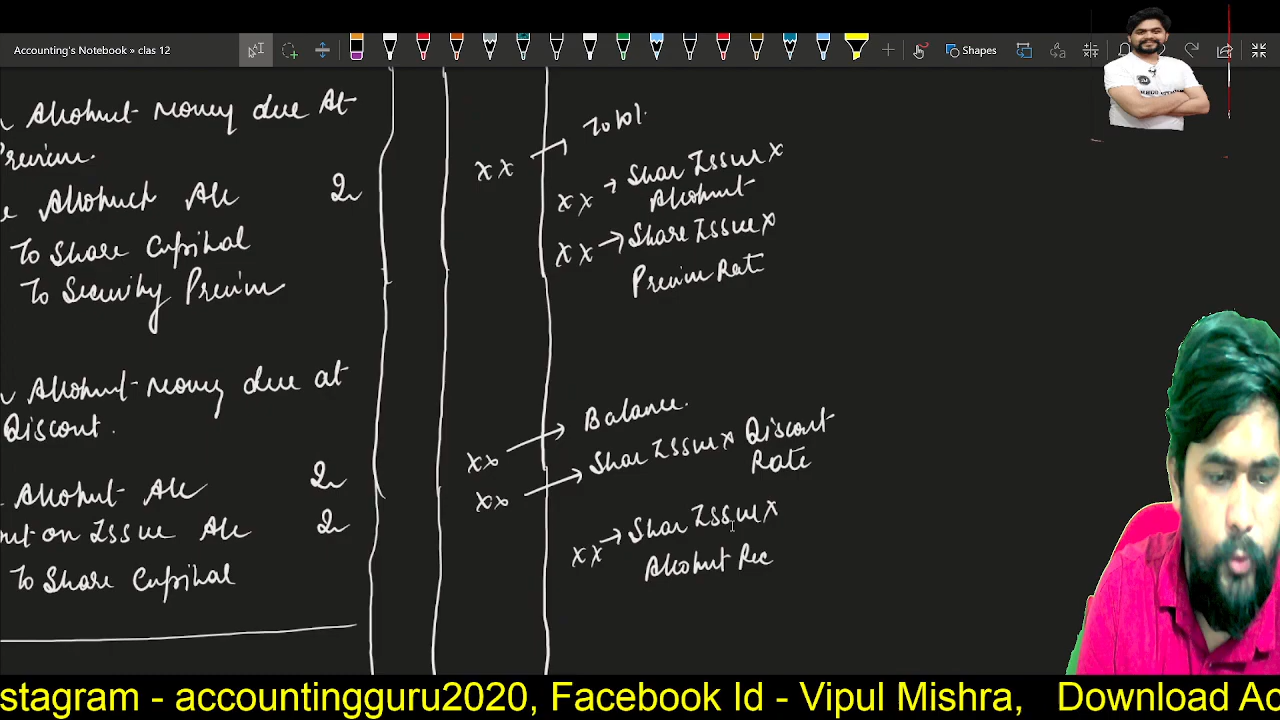 Accounting's Notebook » clas 12
Shapes
Allotment Money due At
Premium.
Allotment A/c Dr
To Share Capital
To Security Premium
xx → Total.
xx → Share Issue x
Allotment
xx → Share Issue x
Premium Rate
Allotment Money due at
Discount.
Allotment A/c Dr
on Issue A/c Dr
To Share Capital
xx → Balance.
xx → Share Issue x Discount
Rate
xx → Share Issue x
Allotment Rec
stagram - accountingguru2020, Facebook Id - Vipul Mishra, Download Ac